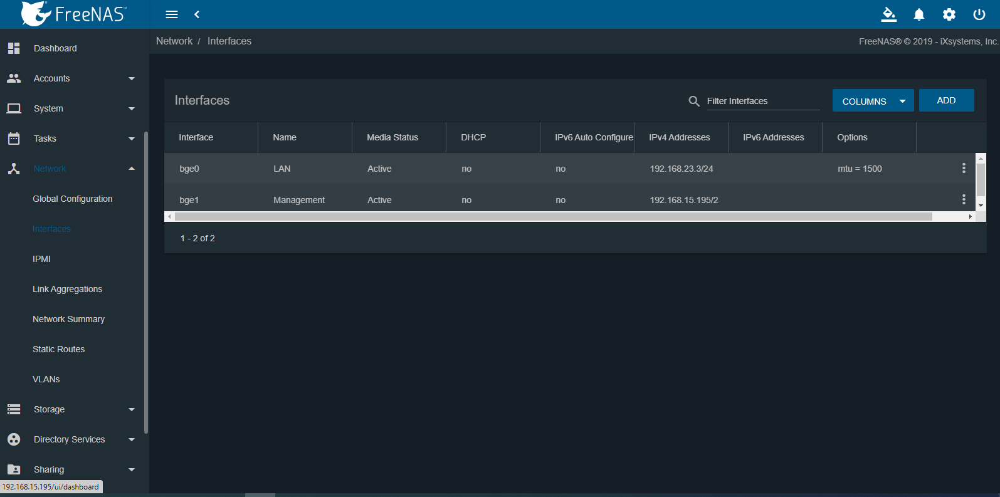 FreeNAS™
Network / Interfaces
FreeNAS® © 2019 - iXsystems, Inc.
Dashboard
Accounts
System
Tasks
Network
Global Configuration
Interfaces
IPMI
Link Aggregations
Network Summary
Static Routes
VLANs
Storage
Directory Services
Sharing
192.168.15.195/ui/dashboard
Interfaces
Filter Interfaces
COLUMNS
ADD
Interface Name Media Status DHCP IPv6 Auto Configure IPv4 Addresses IPv6 Addresses Options
bge0 LAN Active no no 192.168.23.3/24 mtu = 1500
bge1 Management Active no no 192.168.15.195/2
1 - 2 of 2